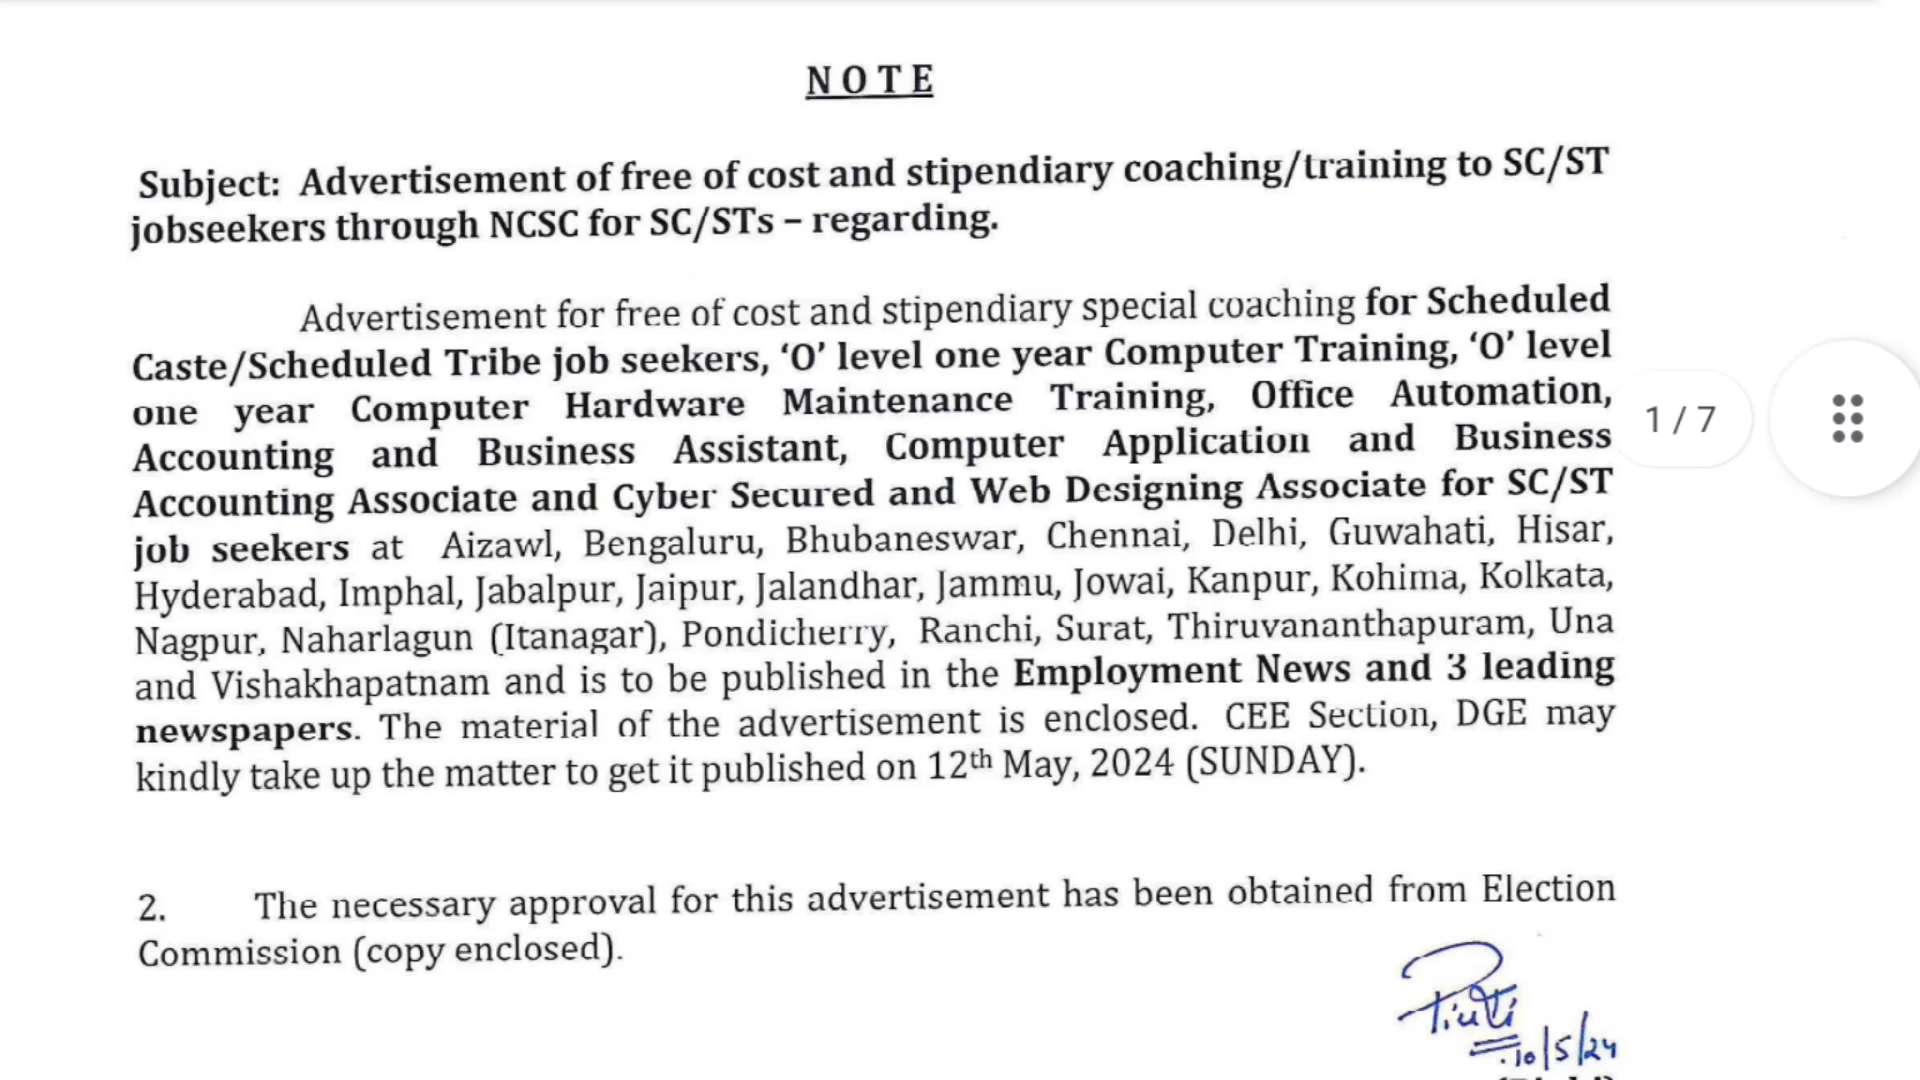 NOTE
Subject: Advertisement of free of cost and stipendiary coaching/training to SC/ST
jobseekers through NCSC for SC/STs – regarding.
Advertisement for free of cost and stipendiary special coaching for Scheduled
Caste/Scheduled Tribe job seekers, ‘O’ level one year Computer Training, ‘O’ level
one year Computer Hardware Maintenance Training, Office Automation,
Accounting and Business Assistant, Computer Application and Business
Accounting Associate and Cyber Secured and Web Designing Associate for SC/ST
job seekers at Aizawl, Bengaluru, Bhubaneswar, Chennai, Delhi, Guwahati, Hisar,
Hyderabad, Imphal, Jabalpur, Jaipur, Jalandhar, Jammu, Jowai, Kanpur, Kohima, Kolkata,
Nagpur, Naharlagun (Itanagar), Pondicherry, Ranchi, Surat, Thiruvananthapuram, Una
and Vishakhapatnam and is to be published in the Employment News and 3 leading
newspapers. The material of the advertisement is enclosed. CEE Section, DGE may
kindly take up the matter to get it published on 12th May, 2024 (SUNDAY).
1 / 7
2. The necessary approval for this advertisement has been obtained from Election
Commission (copy enclosed).
10/5/24